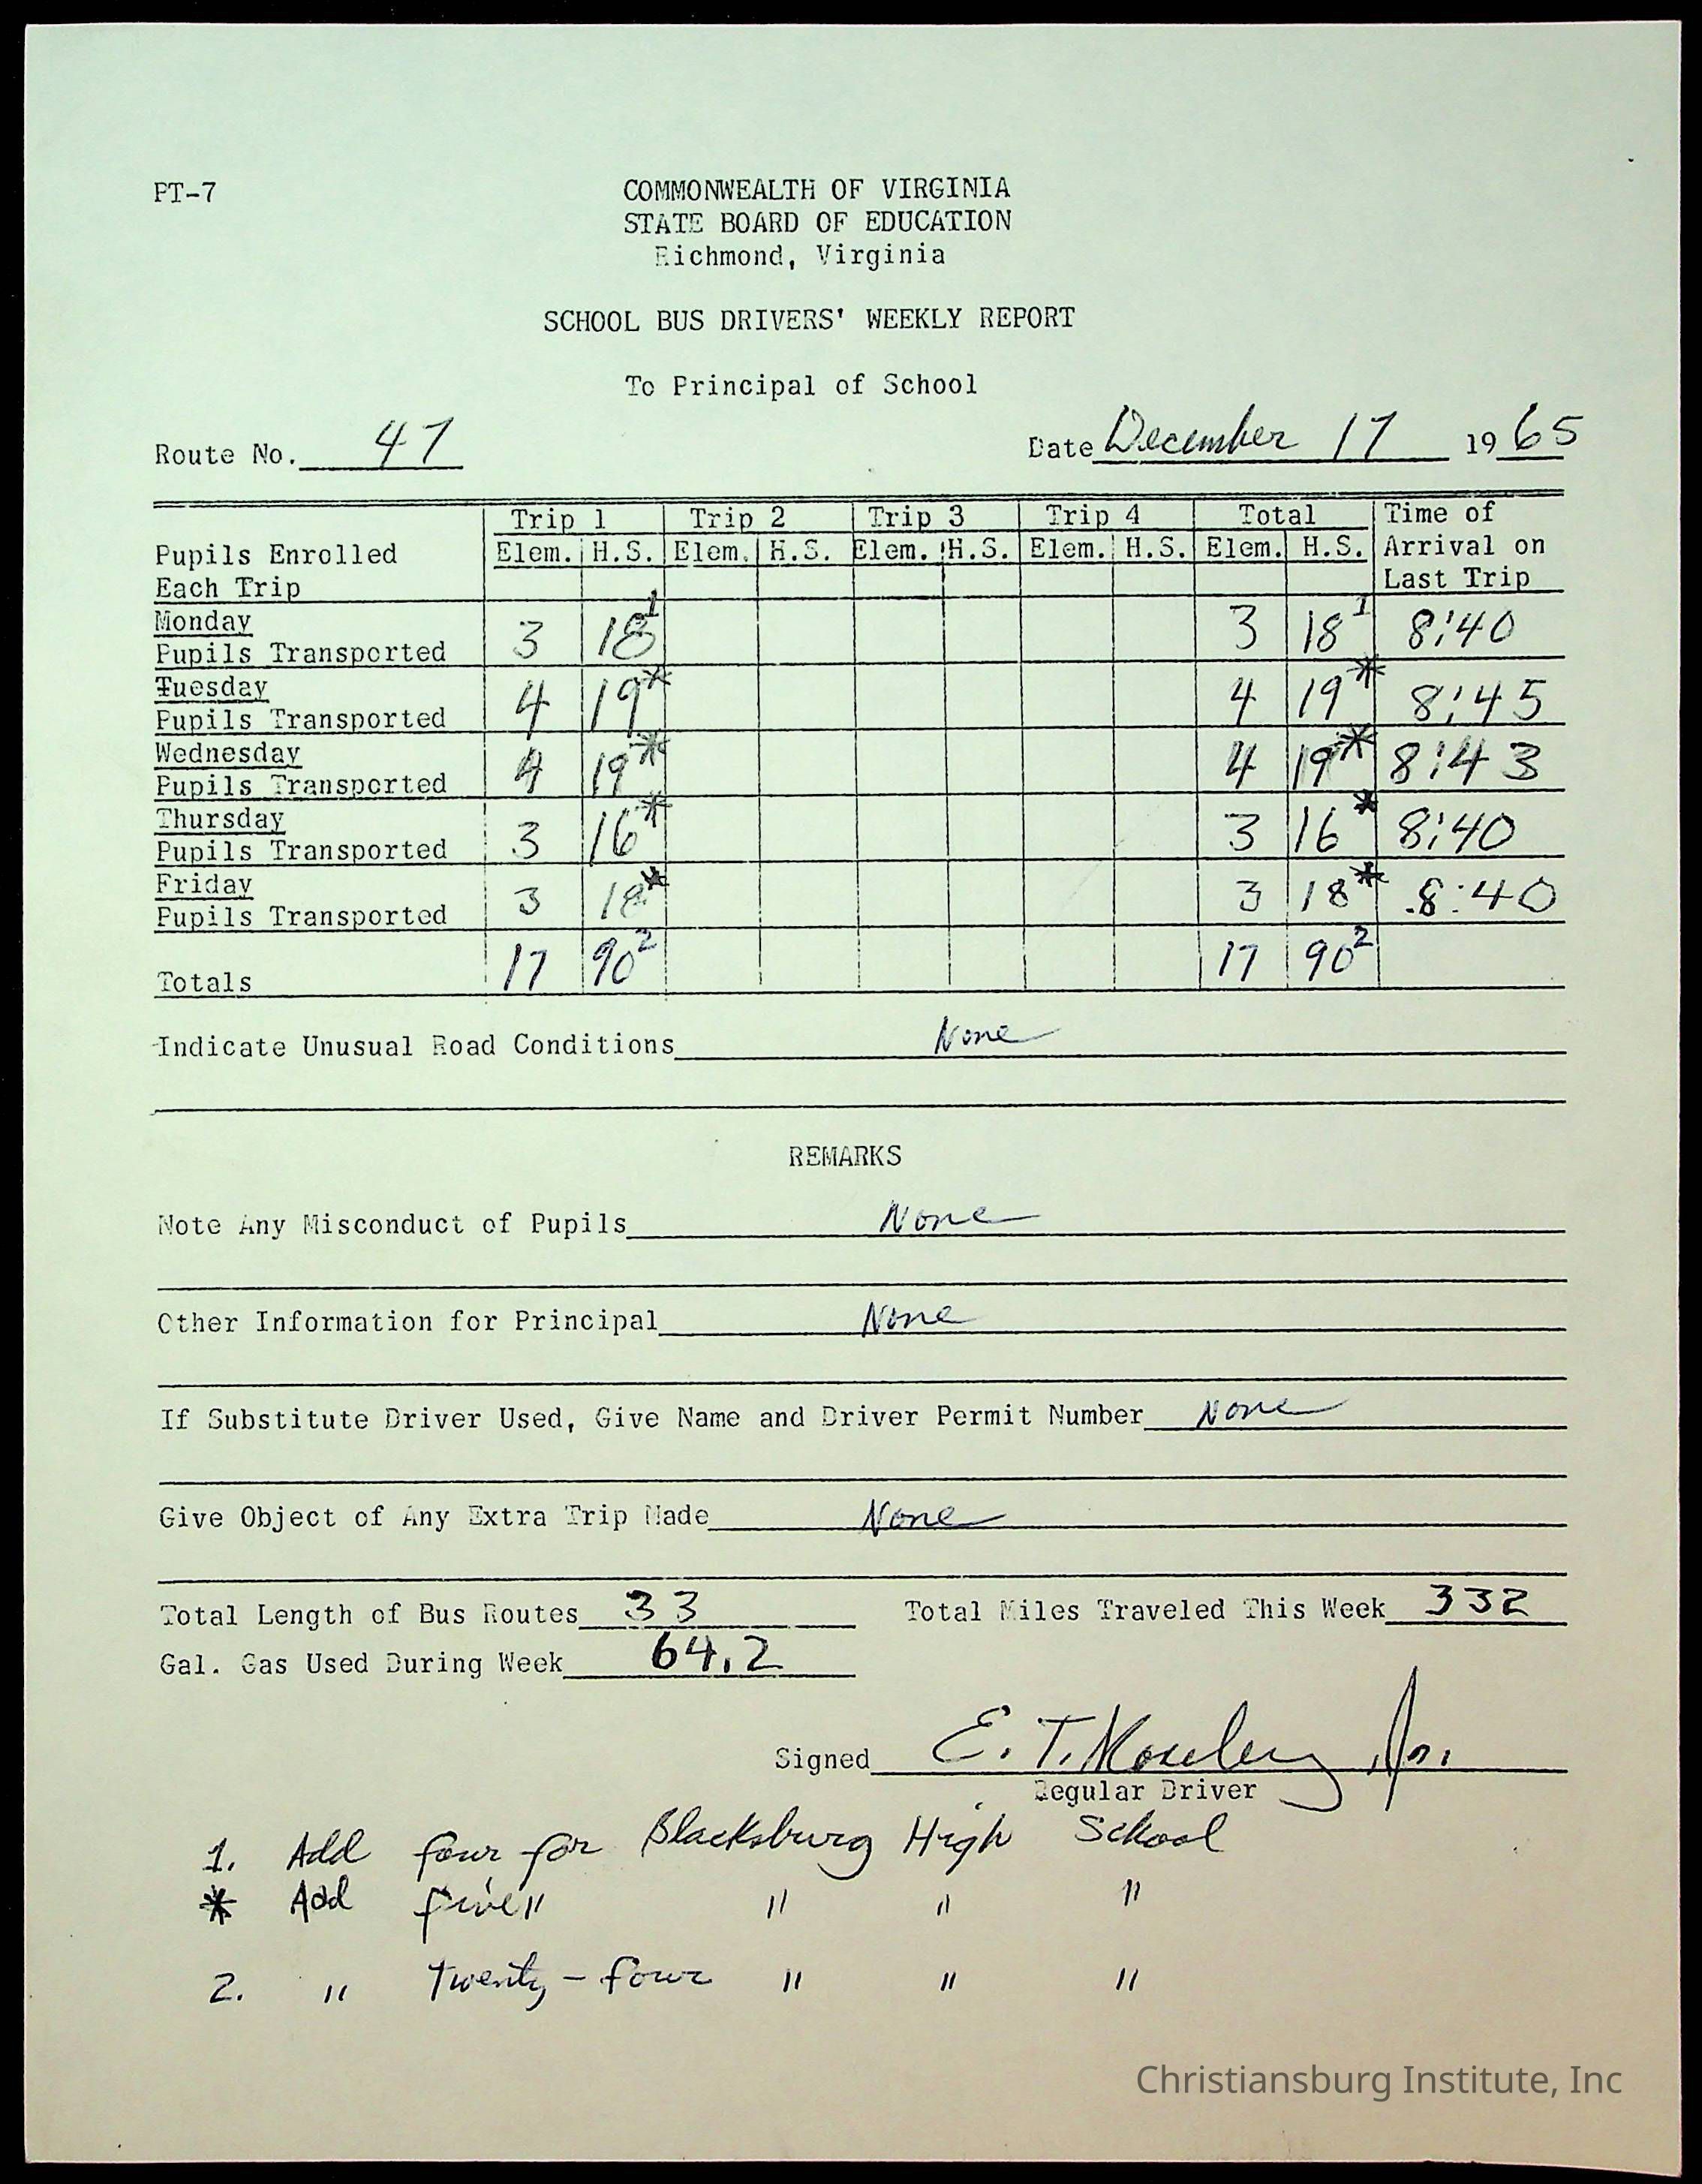 PT-7
COMMONWEALTH OF VIRGINIA
STATE BOARD OF EDUCATION
Richmond, Virginia
SCHOOL BUS DRIVERS' WEEKLY REPORT
To Principal of School
Route No. 47 Date December 17 1965
Trip 1 Trip 2 Trip 3 Trip 4 Total Time of
Pupils Enrolled Elem. H.S. Elem. H.S. Elem. H.S. Elem. H.S. Elem. H.S. Arrival on
Each Trip Last Trip
Monday
Pupils Transported 3 18 1 3 18 1 8:40
Tuesday
Pupils Transported 4 19* 4 19* 8:45
Wednesday
Pupils Transported 4 19* 4 19* 8:43
Thursday
Pupils Transported 3 16* 3 16* 8:40
Friday
Pupils Transported 3 18* 3 18* 8:40
Totals 17 90 2 17 90 2
Indicate Unusual Road Conditions None
REMARKS
Note Any Misconduct of Pupils None
Other Information for Principal None
If Substitute Driver Used, Give Name and Driver Permit Number None
Give Object of Any Extra Trip Made None
Total Length of Bus Routes 33 Total Miles Traveled This Week 332
Gal. Gas Used During Week 64.2
Signed E. T. Moseley, Jr.
Regular Driver
1. Add four for Blacksburg High School
* Add five " " " "
2. " Twenty-four " " "
Christiansburg Institute, Inc